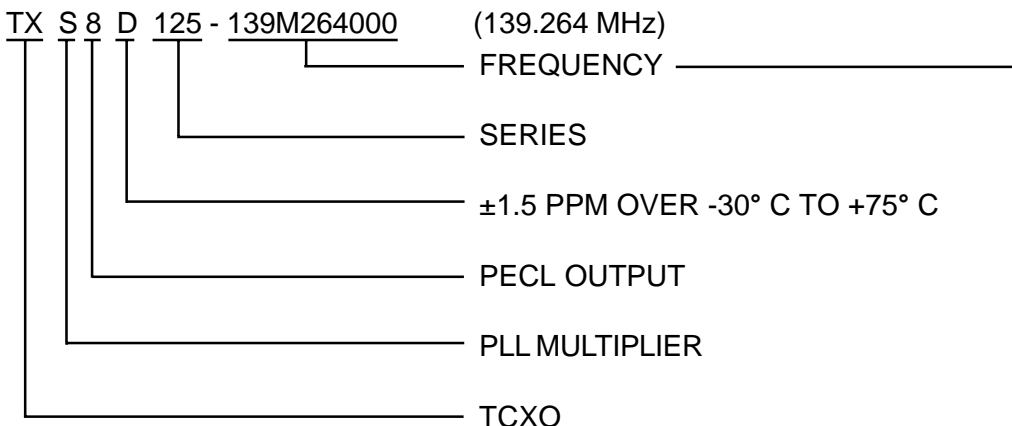 TX S 8 D 125 - 139M264000 (139.264 MHz)
FREQUENCY
SERIES
±1.5 PPM OVER -30° C TO +75° C
PECL OUTPUT
PLL MULTIPLIER
TCXO